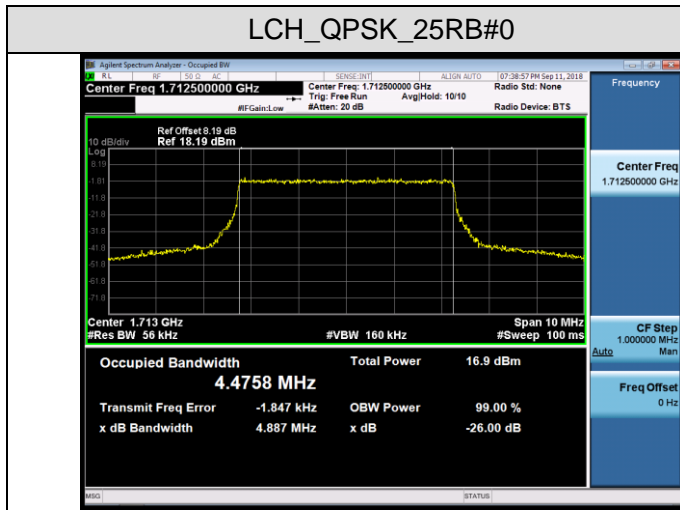 LCH_QPSK_25RB#0
Agilent Spectrum Analyzer - Occupied BW
RL RF 50 Ω AC SENSE:INT ALIGN AUTO 07:38:57 PM Sep 11, 2018
Center Freq 1.712500000 GHz
Center Freq: 1.712500000 GHz Radio Std: None
Trig: Free Run Avg|Hold: 10/10
#IFGain:Low #Atten: 20 dB Radio Device: BTS
Ref Offset 8.19 dB
10 dB/div Ref 18.19 dBm
Log
8.19
-1.81
-11.8
-21.8
-31.8
-41.8
-51.8
-61.8
-71.8
Center 1.713 GHz Span 10 MHz
#Res BW 56 kHz #VBW 160 kHz #Sweep 100 ms
Occupied Bandwidth Total Power 16.9 dBm
4.4758 MHz
Transmit Freq Error -1.847 kHz OBW Power 99.00 %
x dB Bandwidth 4.887 MHz x dB -26.00 dB
MSG STATUS
Frequency
Center Freq
1.712500000 GHz
CF Step
1.000000 MHz
Auto Man
Freq Offset
0 Hz